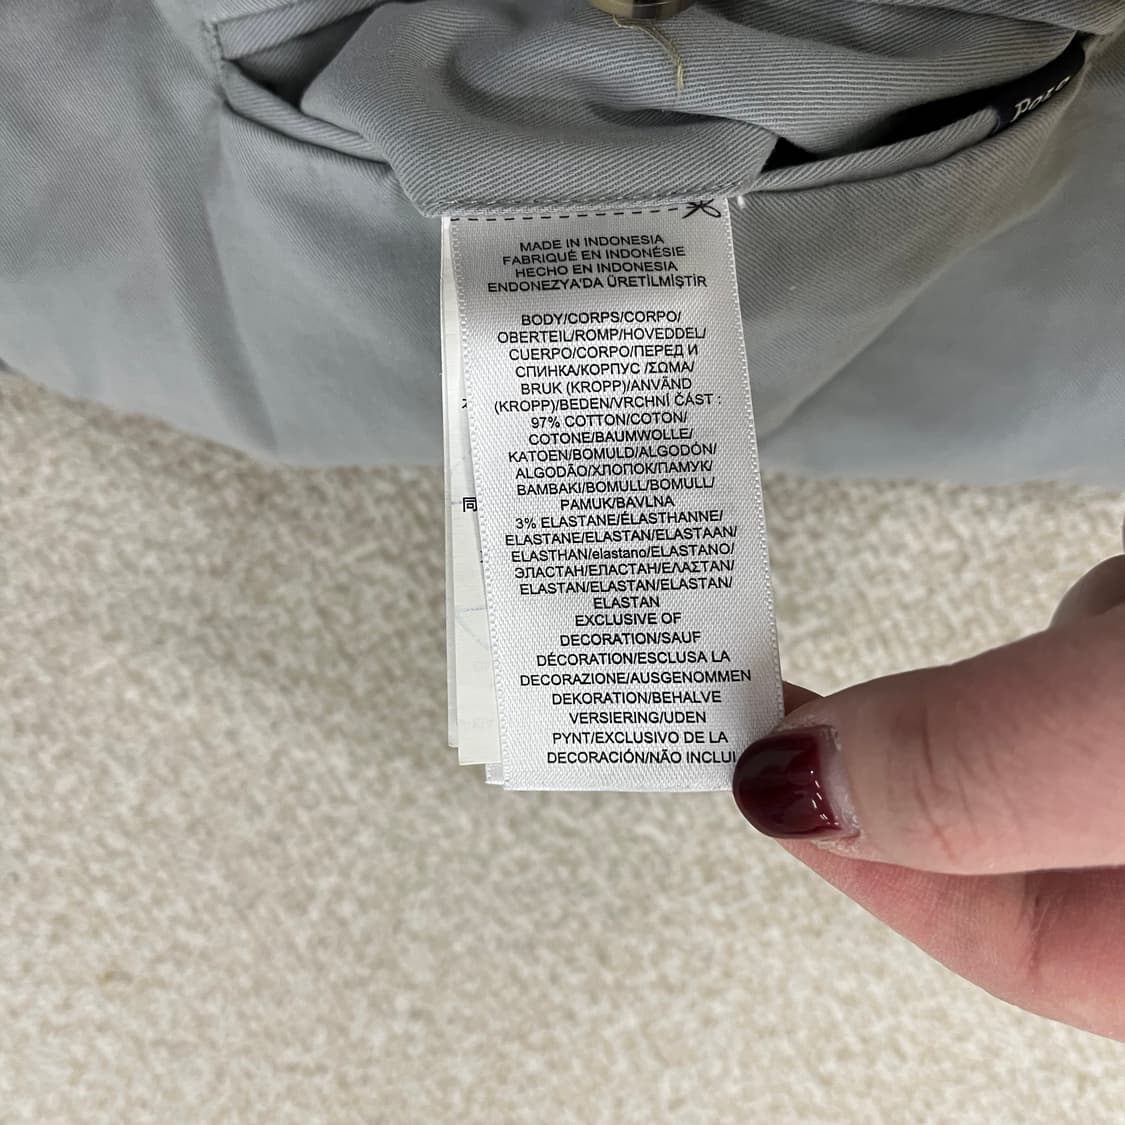 Polo
MADE IN INDONESIA
FABRIQUÉ EN INDONÉSIE
HECHO EN INDONESIA
ENDONEZYA'DA ÜRETİLMİŞTİR
BODY/CORPS/CORPO/
OBERTEIL/ROMP/HOVEDDEL/
CUERPO/CORPO/ПЕРЕД И
СПИНКА/КОРПУС /ΣΩΜΑ/
BRUK (KROPP)/ANVÄND
(KROPP)/BEDEN/VRCHNÍ ČÁST :
97% COTTON/COTON/
COTONE/BAUMWOLLE/
KATOEN/BOMULD/ALGODÓN/
ALGODÃO/ХЛОПОК/ПАМУК/
BAMBAKI/BOMULL/BOMULL/
PAMUK/BAVLNA
3% ELASTANE/ÉLASTHANNE/
ELASTANE/ELASTAN/ELASTAAN/
ELASTHAN/elastano/ELASTANO/
ЭЛАСТАН/ЕЛАСТАН/ΕΛΑΣΤΑΝ/
ELASTAN/ELASTAN/ELASTAN/
ELASTAN
EXCLUSIVE OF
DECORATION/SAUF
DÉCORATION/ESCLUSA LA
DECORAZIONE/AUSGENOMMEN
DEKORATION/BEHALVE
VERSIERING/UDEN
PYNT/EXCLUSIVO DE LA
DECORACIÓN/NÃO INCLUI
同